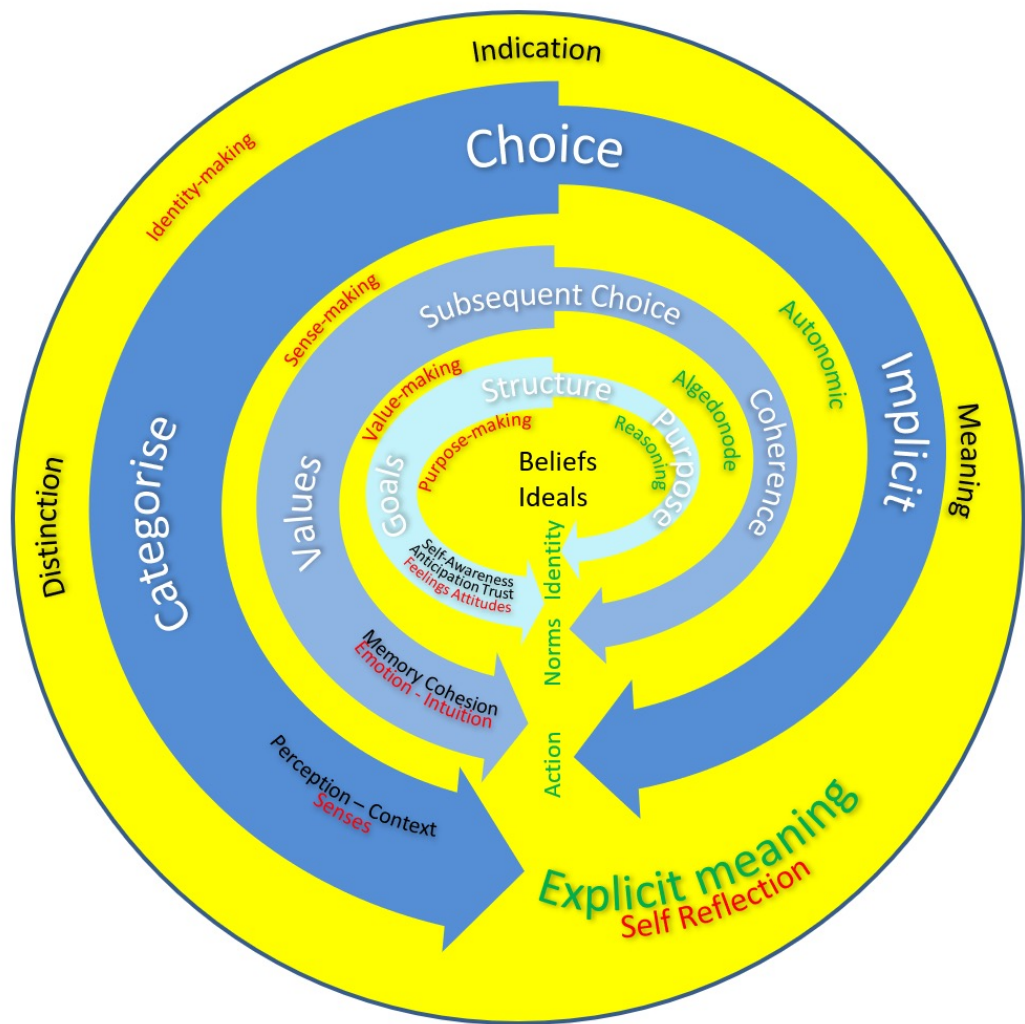 Indication
Identity-making
Choice
Sense-making
Subsequent Choice
Autonomic
Value-making
Structure
Algedonode
Implicit
Purpose-making
Reasoning
Purpose
Coherence
Meaning
Beliefs
Ideals
Goals
Values
Categorise
Distinction
Identity
Self-Awareness
Anticipation Trust
Feelings Attitudes
Norms
Memory Cohesion
Emotion - Intuition
Action
Perception – Context
Senses
Explicit meaning
Self Reflection